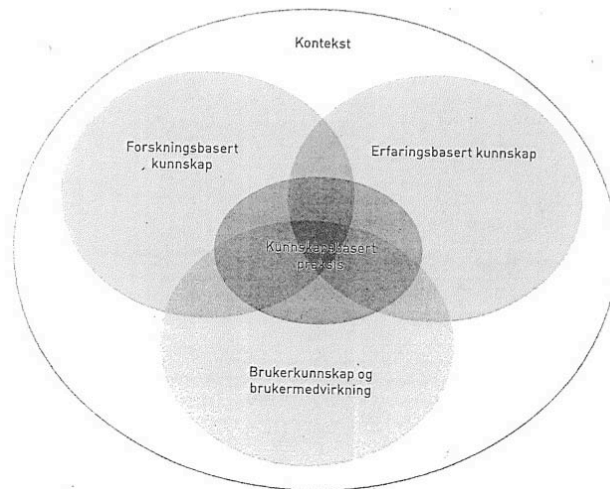 Kontekst
Forskningsbasert
kunnskap
Erfaringsbasert kunnskap
Kunnskapsbasert
praksis
Brukerkunnskap og
brukermedvirkning